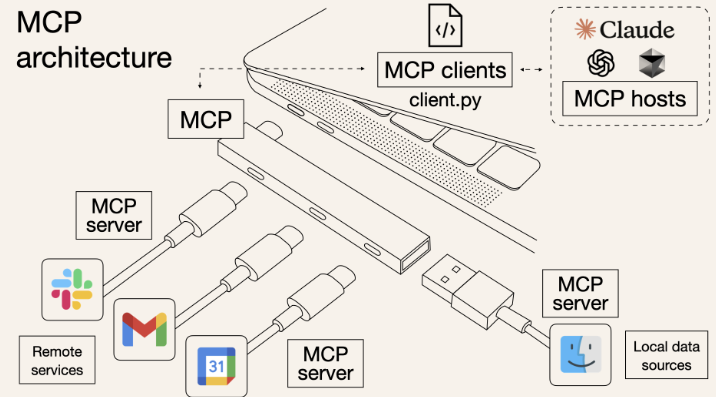 MCP
architecture
Claude
MCP clients
client.py
MCP hosts
MCP
MCP
server
31
MCP
server
MCP
server
Remote
services
Local data
sources